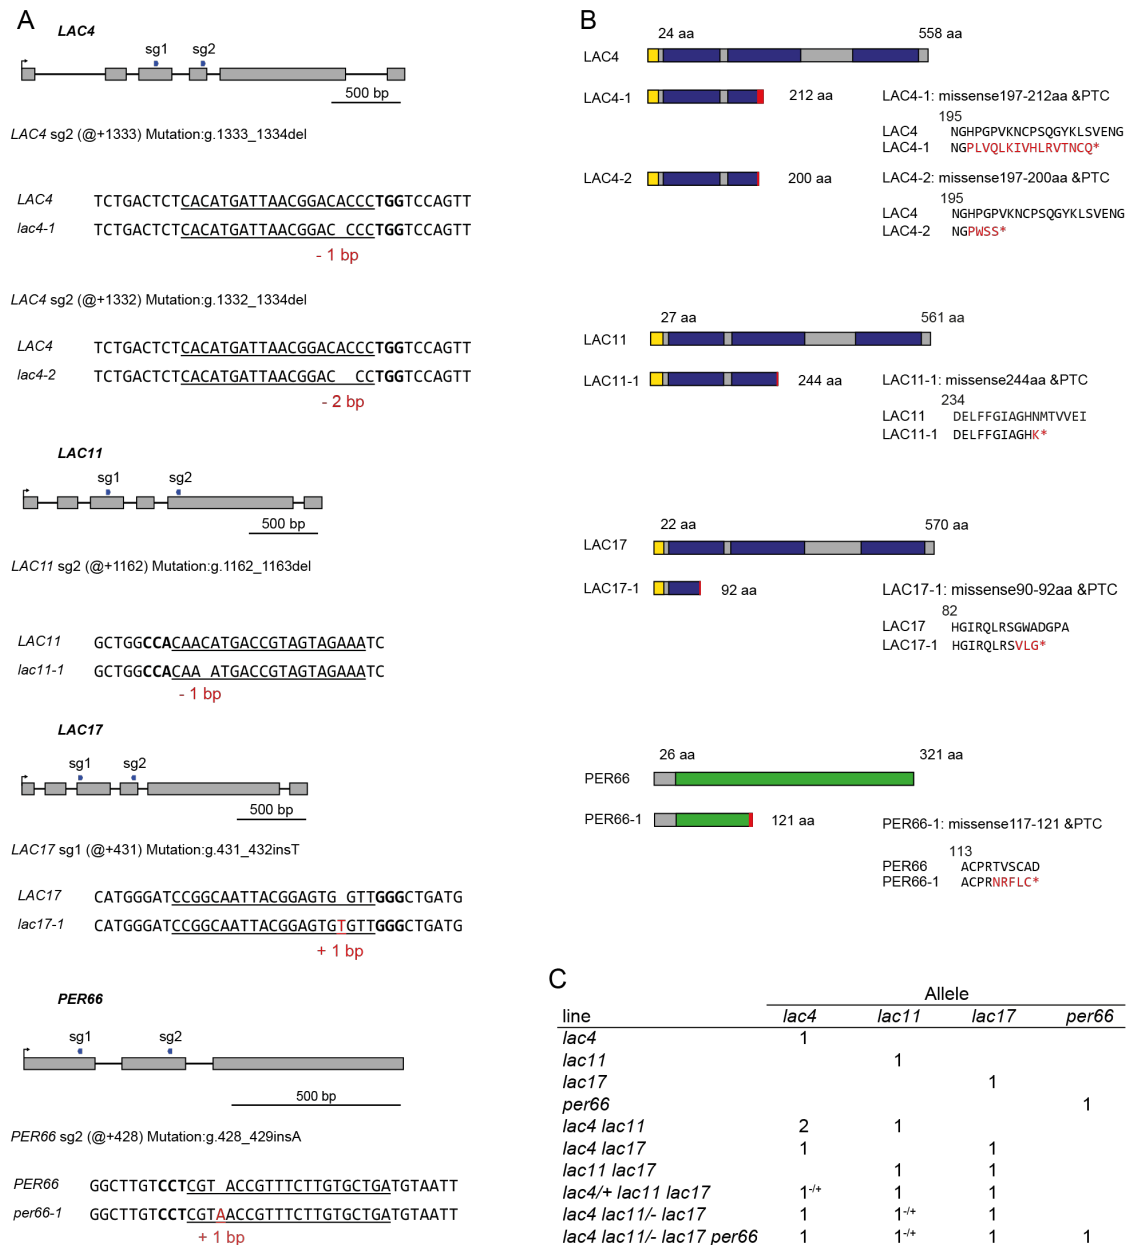 A
LAC4
sg1 sg2
500 bp
LAC4 sg2 (@+1333) Mutation:g.1333_1334del
LAC4 TCTGACTCTCACATGATTAACGGACACCCTGGTCCAGTT
lac4-1 TCTGACTCTCACATGATTAACGGAC CCCTGGTCCAGTT
- 1 bp
LAC4 sg2 (@+1332) Mutation:g.1332_1334del
LAC4 TCTGACTCTCACATGATTAACGGACACCCTGGTCCAGTT
lac4-2 TCTGACTCTCACATGATTAACGGAC CCTGGTCCAGTT
- 2 bp
LAC11
sg1 sg2
500 bp
LAC11 sg2 (@+1162) Mutation:g.1162_1163del
LAC11 GCTGGCCACAACATGACCGTAGTAGAAATC
lac11-1 GCTGGCCACAA ATGACCGTAGTAGAAATC
- 1 bp
LAC17
sg1 sg2
500 bp
LAC17 sg1 (@+431) Mutation:g.431_432insT
LAC17 CATGGGATCCGGCAATTACGGAGTG GTTGGGCTGATG
lac17-1 CATGGGATCCGGCAATTACGGAGTGTGTTGGGCTGATG
+ 1 bp
PER66
sg1 sg2
500 bp
PER66 sg2 (@+428) Mutation:g.428_429insA
PER66 GGCTTGTCCTCGT ACCGTTTCTTGTGCTGATGTAATT
per66-1 GGCTTGTCCTCGTAACCGTTTCTTGTGCTGATGTAATT
+ 1 bp
B
24 aa 558 aa
LAC4
LAC4-1 212 aa LAC4-1: missense197-212aa &PTC
195
LAC4 NGHPGPVKNCPSQGYKLSVENG
LAC4-1 NGPLVQLKIVHLRVTNCQ*
LAC4-2 200 aa LAC4-2: missense197-200aa &PTC
195
LAC4 NGHPGPVKNCPSQGYKLSVENG
LAC4-2 NGPWSS*
27 aa 561 aa
LAC11
LAC11-1 244 aa LAC11-1: missense244aa &PTC
234
LAC11 DELFFGIAGHNMTVVEI
LAC11-1 DELFFGIAGHK*
22 aa 570 aa
LAC17
LAC17-1 92 aa LAC17-1: missense90-92aa &PTC
82
LAC17 HGIRQLRSGWADGPA
LAC17-1 HGIRQLRSVLG*
26 aa 321 aa
PER66
PER66-1 121 aa PER66-1: missense117-121 &PTC
113
PER66 ACPRTVSCAD
PER66-1 ACPRNRFLC*
C
Allele
line lac4 lac11 lac17 per66
lac4 1
lac11 1
lac17 1
per66 1
lac4 lac11 2 1
lac4 lac17 1 1
lac11 lac17 1 1
lac4/+ lac11 lac17 1-/+ 1 1
lac4 lac11/- lac17 1 1-/+ 1
lac4 lac11/- lac17 per66 1 1-/+ 1 1